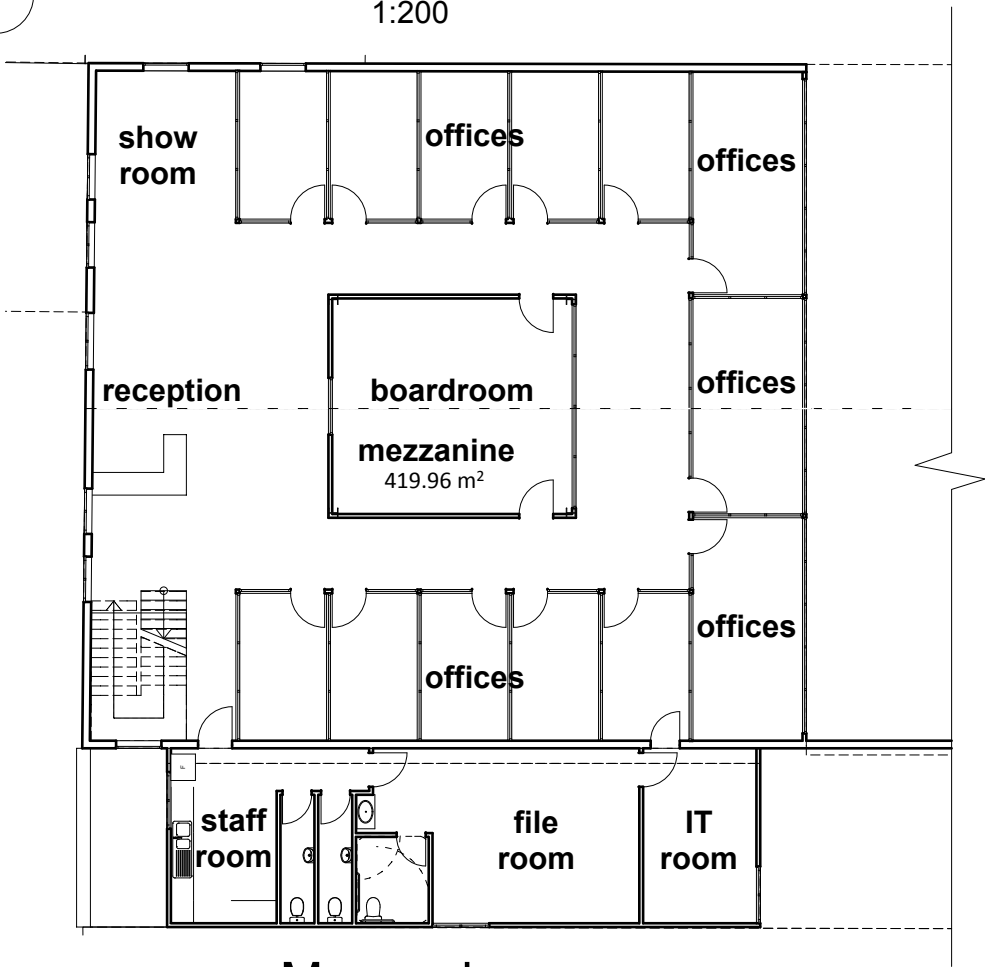 1:200
show
room
offices
offices
reception
boardroom
offices
mezzanine
419.96 m²
offices
offices
F
staff
room
file
room
IT
room